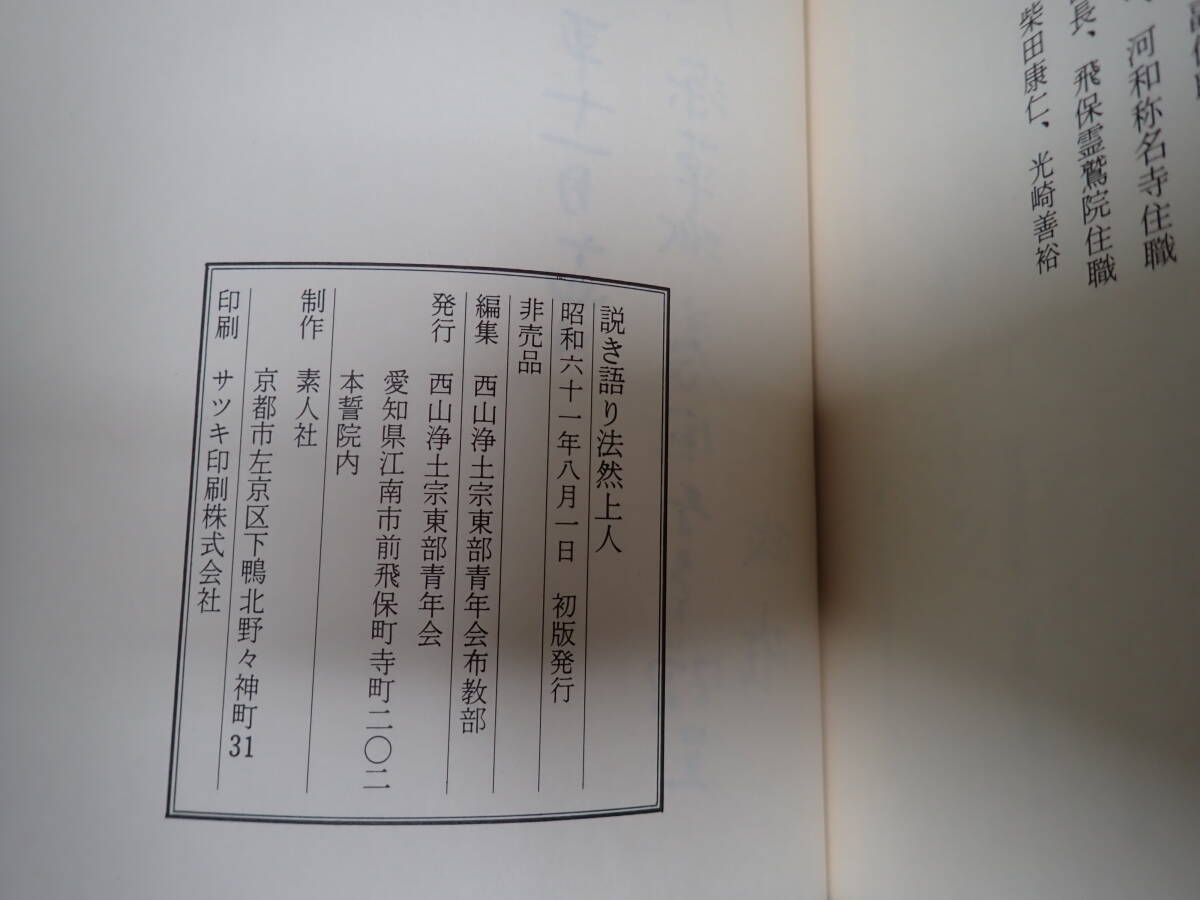 河和称名寺住職
長、飛保霊鷲院住職
柴田康仁、光崎善裕
説き語り法然上人
昭和六十一年八月一日 初版発行
非売品
編集 西山浄土宗東部青年会布教部
発行 西山浄土宗東部青年会
愛知県江南市前飛保町寺町二〇二
本誓院内
制作 素人社
京都市左京区下鴨北野々神町31
印刷 サツキ印刷株式会社